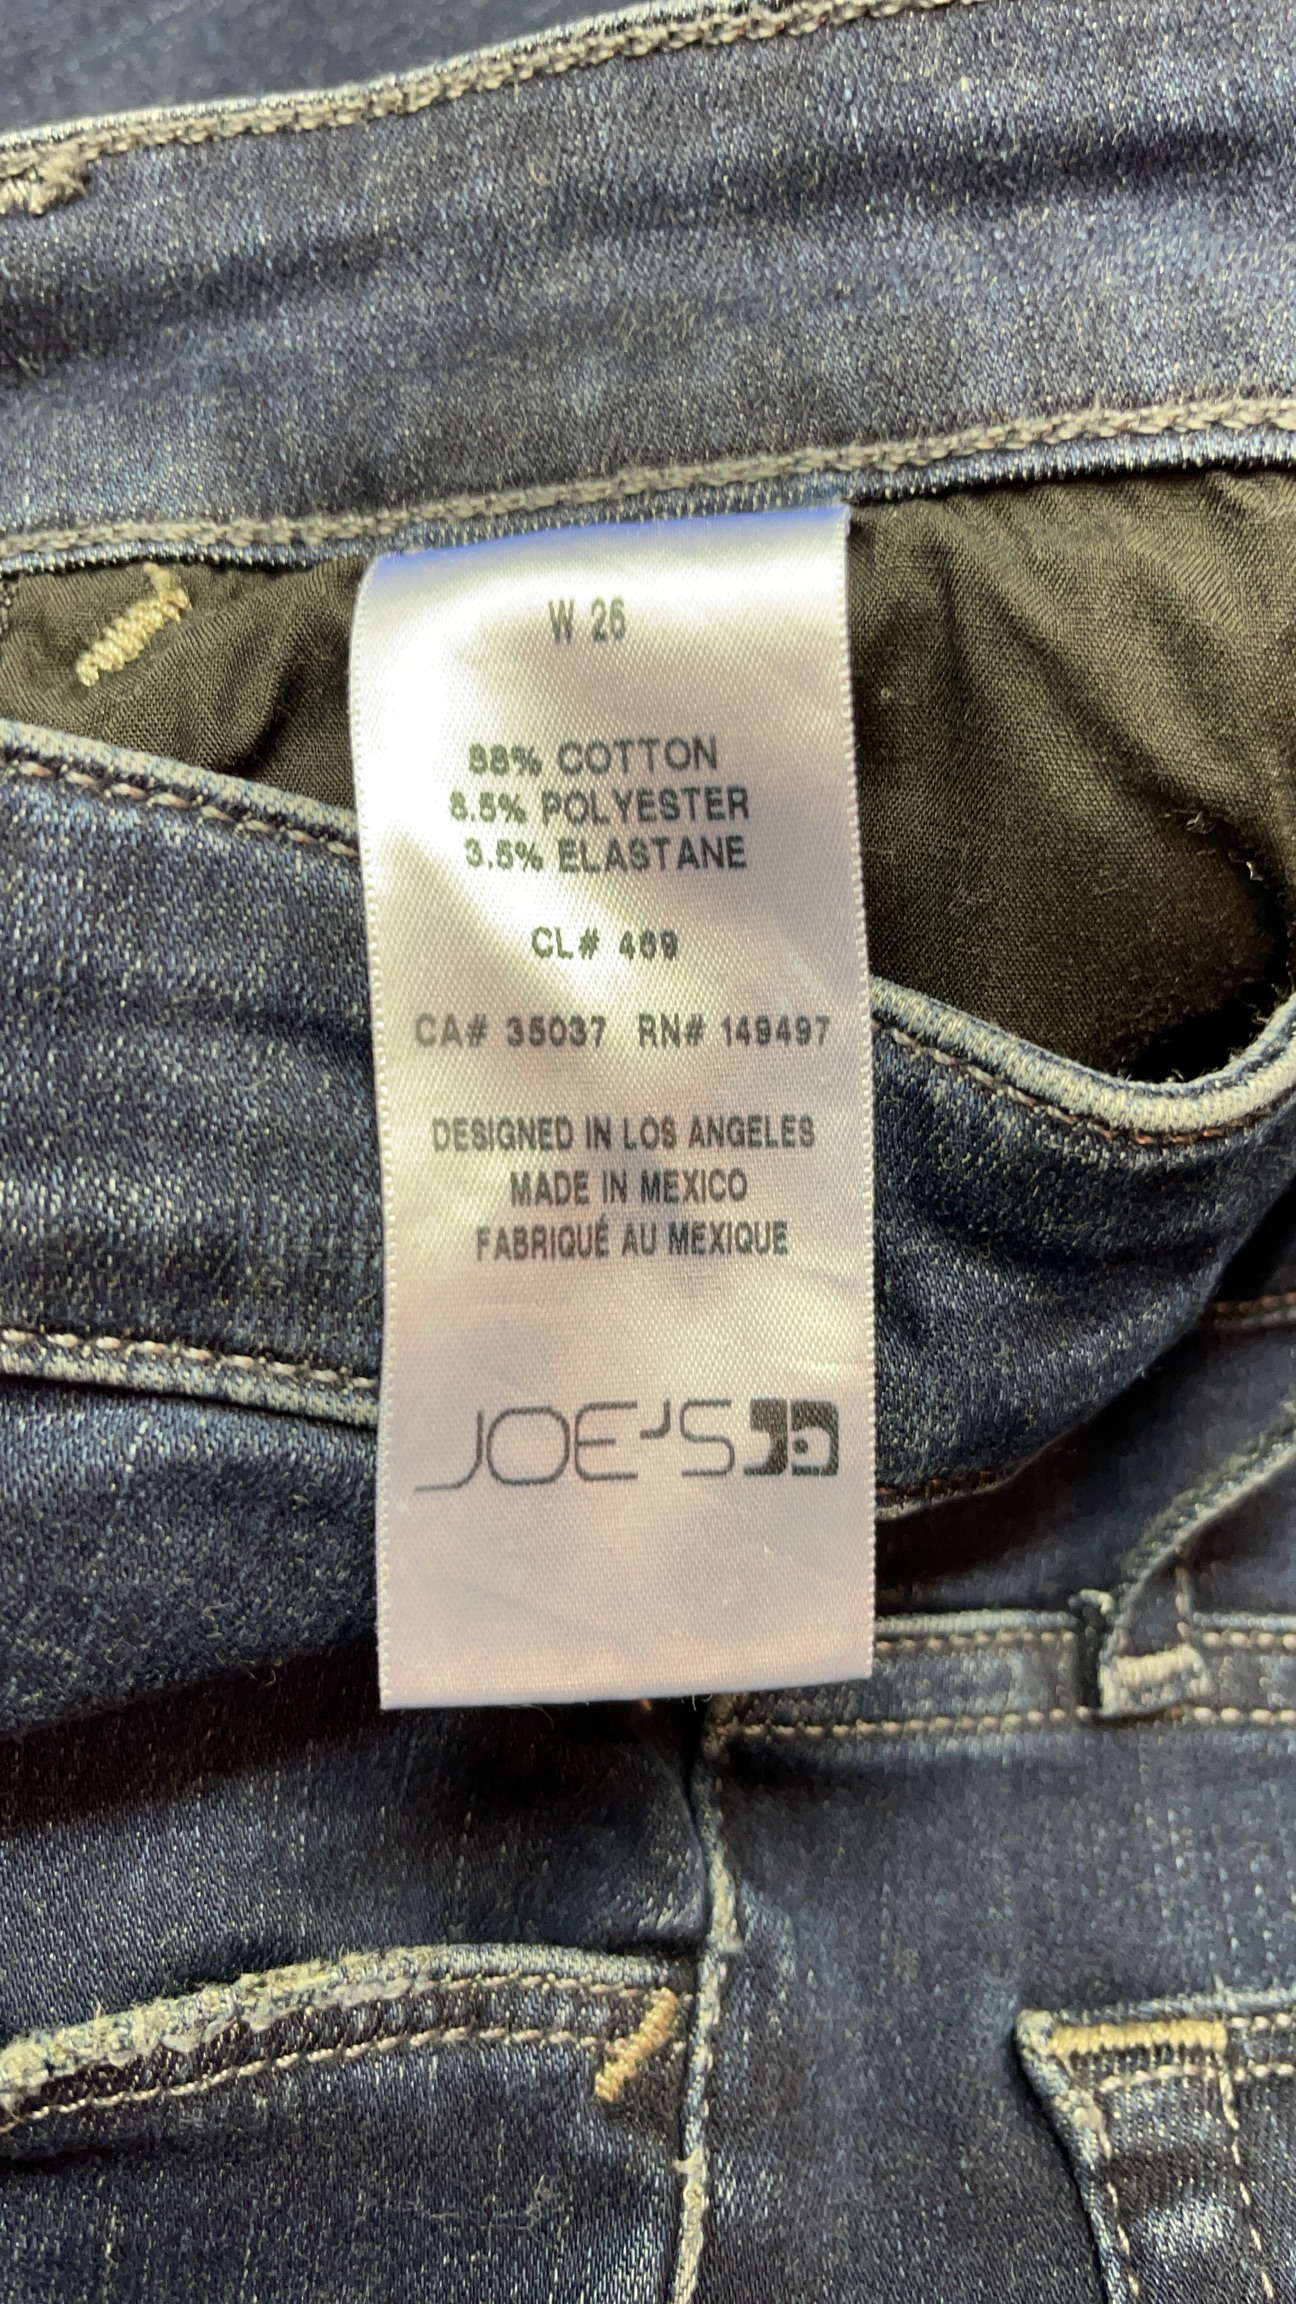 W 26
88% COTTON
8.5% POLYESTER
3.5% ELASTANE
CL# 469
CA# 35037 RN# 149497
DESIGNED IN LOS ANGELES
MADE IN MEXICO
FABRIQUÉ AU MEXIQUE
JOE'S